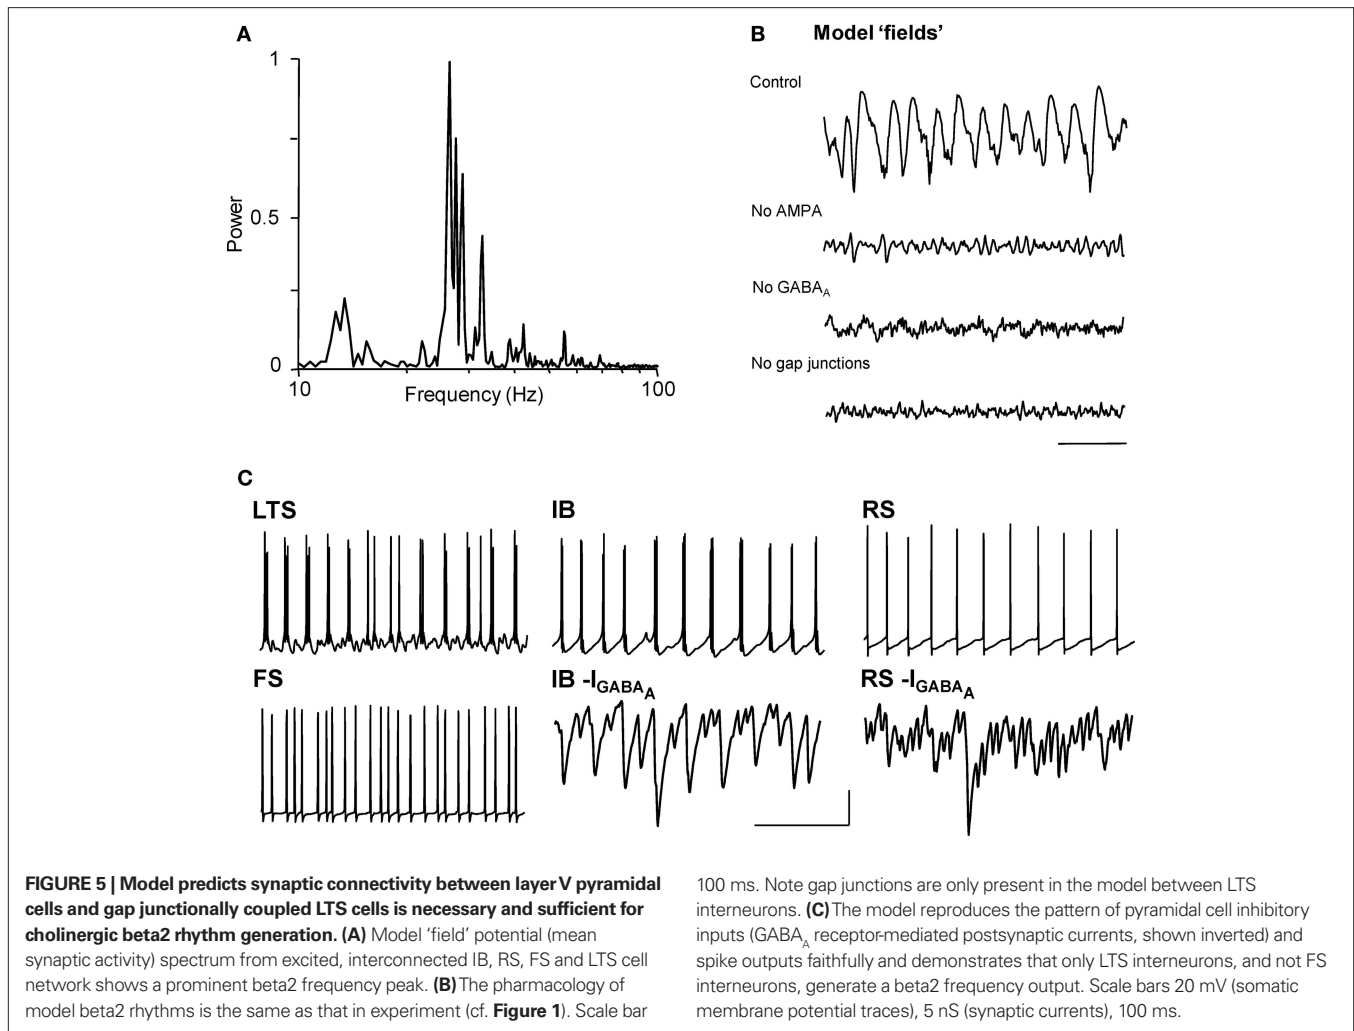 A
1
0.5
0
Power
10
Frequency (Hz)
100
B
Model 'fields'
Control
No AMPA
No GABA_A
No gap junctions
C
LTS
IB
RS
FS
IB -I_GABA_A
RS -I_GABA_A
FIGURE 5 | Model predicts synaptic connectivity between layer V pyramidal
cells and gap junctionally coupled LTS cells is necessary and sufficient for
cholinergic beta2 rhythm generation. (A) Model 'field' potential (mean
synaptic activity) spectrum from excited, interconnected IB, RS, FS and LTS cell
network shows a prominent beta2 frequency peak. (B) The pharmacology of
model beta2 rhythms is the same as that in experiment (cf. Figure 1). Scale bar
100 ms. Note gap junctions are only present in the model between LTS
interneurons. (C) The model reproduces the pattern of pyramidal cell inhibitory
inputs (GABA_A receptor-mediated postsynaptic currents, shown inverted) and
spike outputs faithfully and demonstrates that only LTS interneurons, and not FS
interneurons, generate a beta2 frequency output. Scale bars 20 mV (somatic
membrane potential traces), 5 nS (synaptic currents), 100 ms.